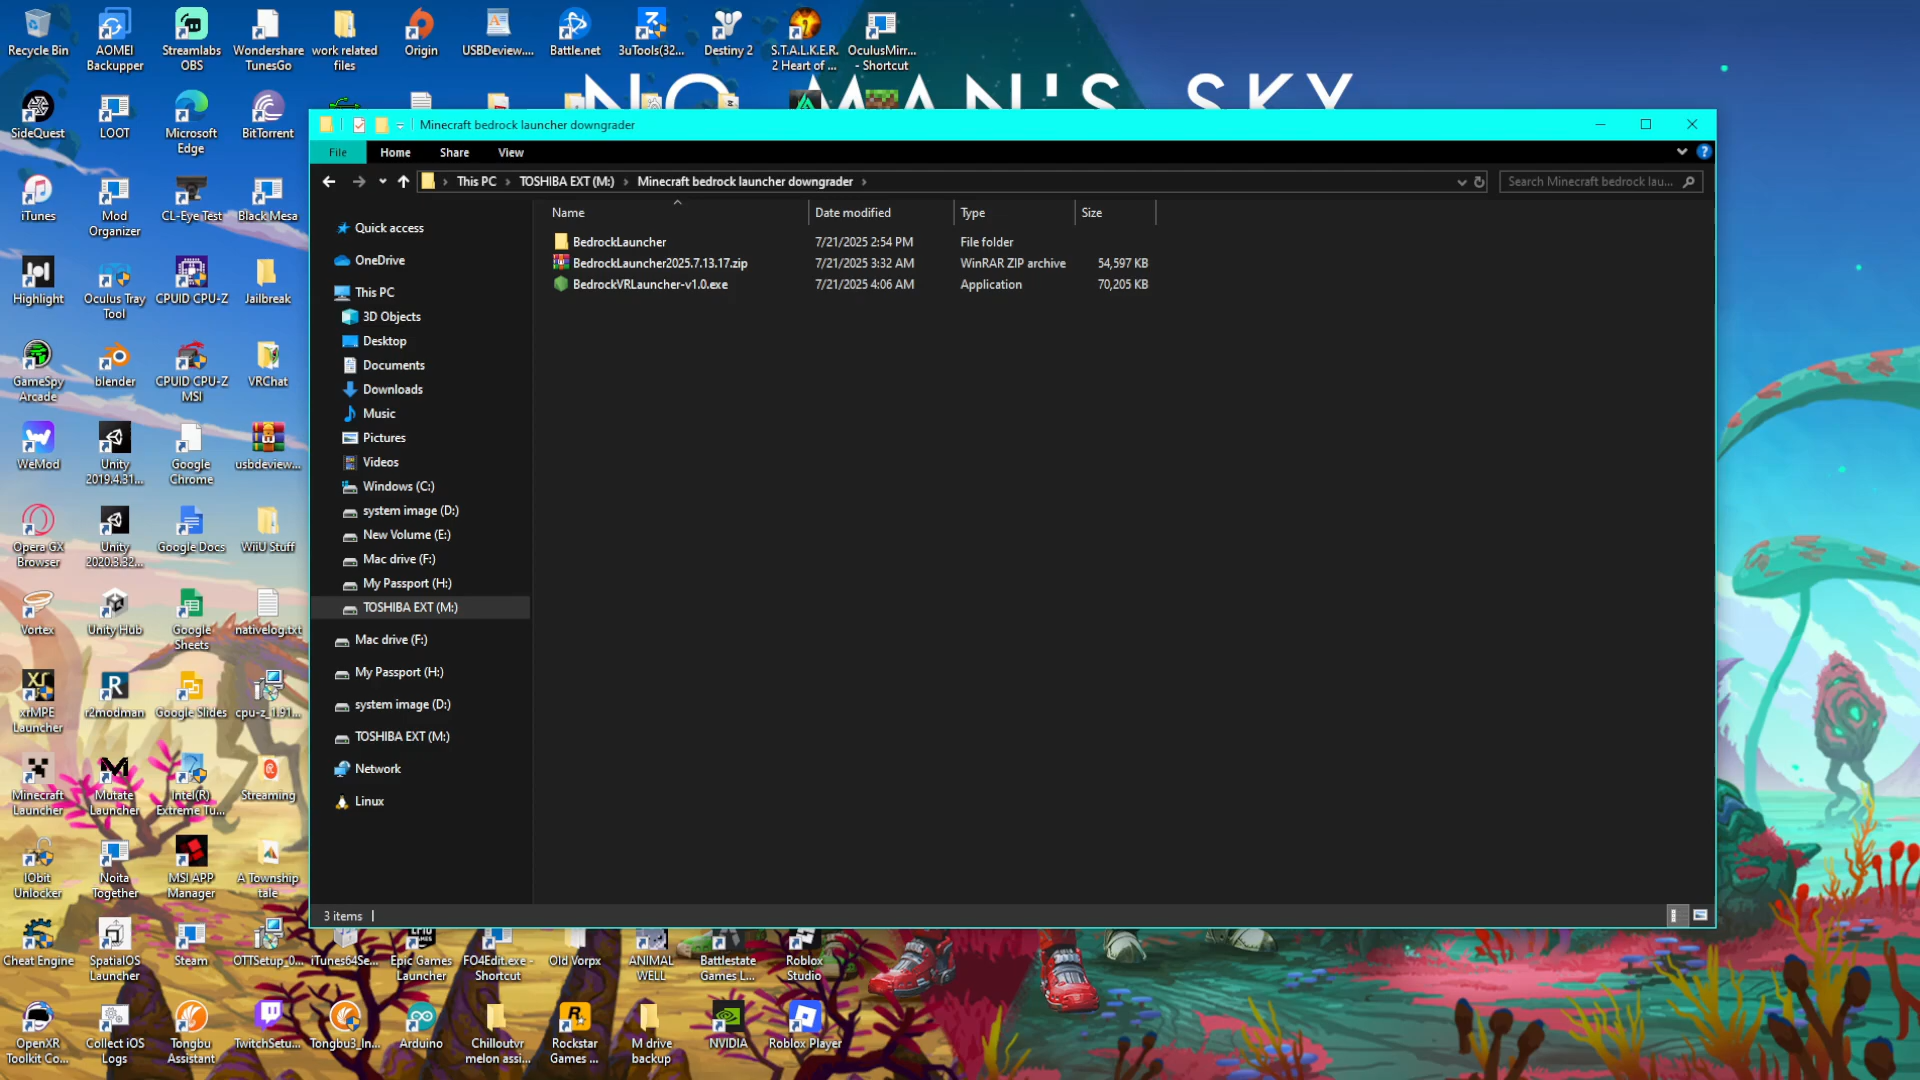 Recycle Bin
AOMEI
Backupper
Streamlabs
OBS
Wondershare
TunesGo
work related
files
Origin
USBDeview....
Battle.net
3uTools(32...
Destiny 2
S.T.A.L.K.E.R.
2 Heart of ...
OculusMirr...
- Shortcut
NO MAN'S SKY
SideQuest
LOOT
Microsoft
Edge
BitTorrent
iTunes
Mod
Organizer
CL-Eye Test
Black Mesa
Highlight
Oculus Tray
Tool
CPUID CPU-Z
Jailbreak
GameSpy
Arcade
blender
CPUID CPU-Z
MSI
VRChat
WeMod
Unity
2019.4.31...
Google
Chrome
usbdeview...
Opera GX
Browser
Unity
2020.3.32...
Google Docs
WiiU Stuff
Vortex
Unity Hub
Google
Sheets
nativelog.txt
xtMPE
Launcher
r2modman
Google Slides
cpu-z_1.91...
Minecraft
Launcher
Mutate
Launcher
Intel(R)
Extreme Tu...
Streaming
IObit
Unlocker
Noita
Together
MSI APP
Manager
A Township
tale
Cheat Engine
SpatialOS
Launcher
Steam
OTTSetup_0...
iTunes64Se...
Epic Games
Launcher
FO4Edit.exe -
Shortcut
Old Vorpx
ANIMAL
WELL
Battlestate
Games L...
Roblox
Studio
OpenXR
Toolkit Co...
Collect iOS
Logs
Tongbu
Assistant
TwitchSetu...
Tongbu3_In...
Arduino
Chilloutvr
melon assi...
Rockstar
Games ...
M drive
backup
NVIDIA
Roblox Player
Minecraft bedrock launcher downgrader
File
Home
Share
View
This PC
TOSHIBA EXT (M:)
Minecraft bedrock launcher downgrader
Search Minecraft bedrock lau...
Quick access
OneDrive
This PC
3D Objects
Desktop
Documents
Downloads
Music
Pictures
Videos
Windows (C:)
system image (D:)
New Volume (E:)
Mac drive (F:)
My Passport (H:)
TOSHIBA EXT (M:)
Mac drive (F:)
My Passport (H:)
system image (D:)
TOSHIBA EXT (M:)
Network
Linux
Name Date modified Type Size
BedrockLauncher 7/21/2025 2:54 PM File folder
BedrockLauncher2025.7.13.17.zip 7/21/2025 3:32 AM WinRAR ZIP archive 54,597 KB
BedrockVRLauncher-v1.0.exe 7/21/2025 4:06 AM Application 70,205 KB
3 items